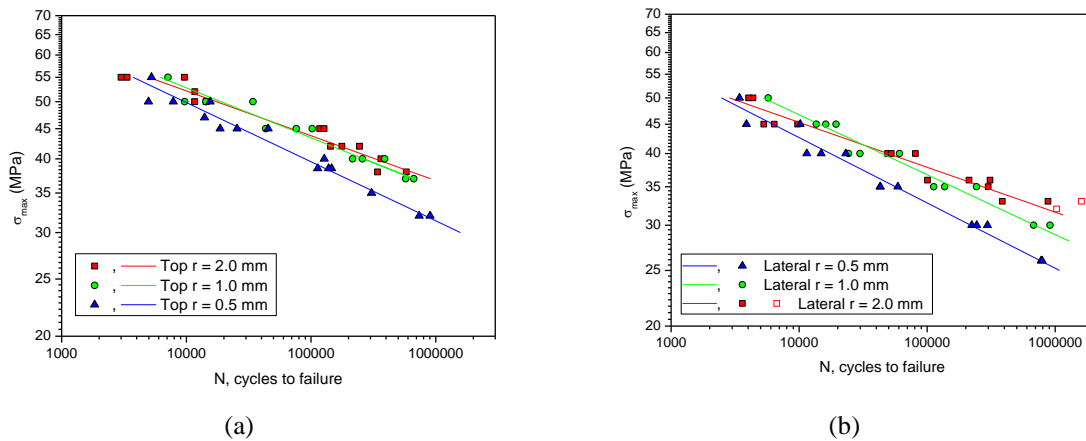 70
65
60
55
50
45
40
35
30
25
20
σmax (MPa)
1000 10000 100000 1000000
N, cycles to failure
, Top r = 2.0 mm
, Top r = 1.0 mm
, Top r = 0.5 mm
(a)
70
65
60
55
50
45
40
35
30
25
20
σmax (MPa)
1000 10000 100000 1000000
N, cycles to failure
, Lateral r = 0.5 mm
, Lateral r = 1.0 mm
, Lateral r = 2.0 mm
(b)